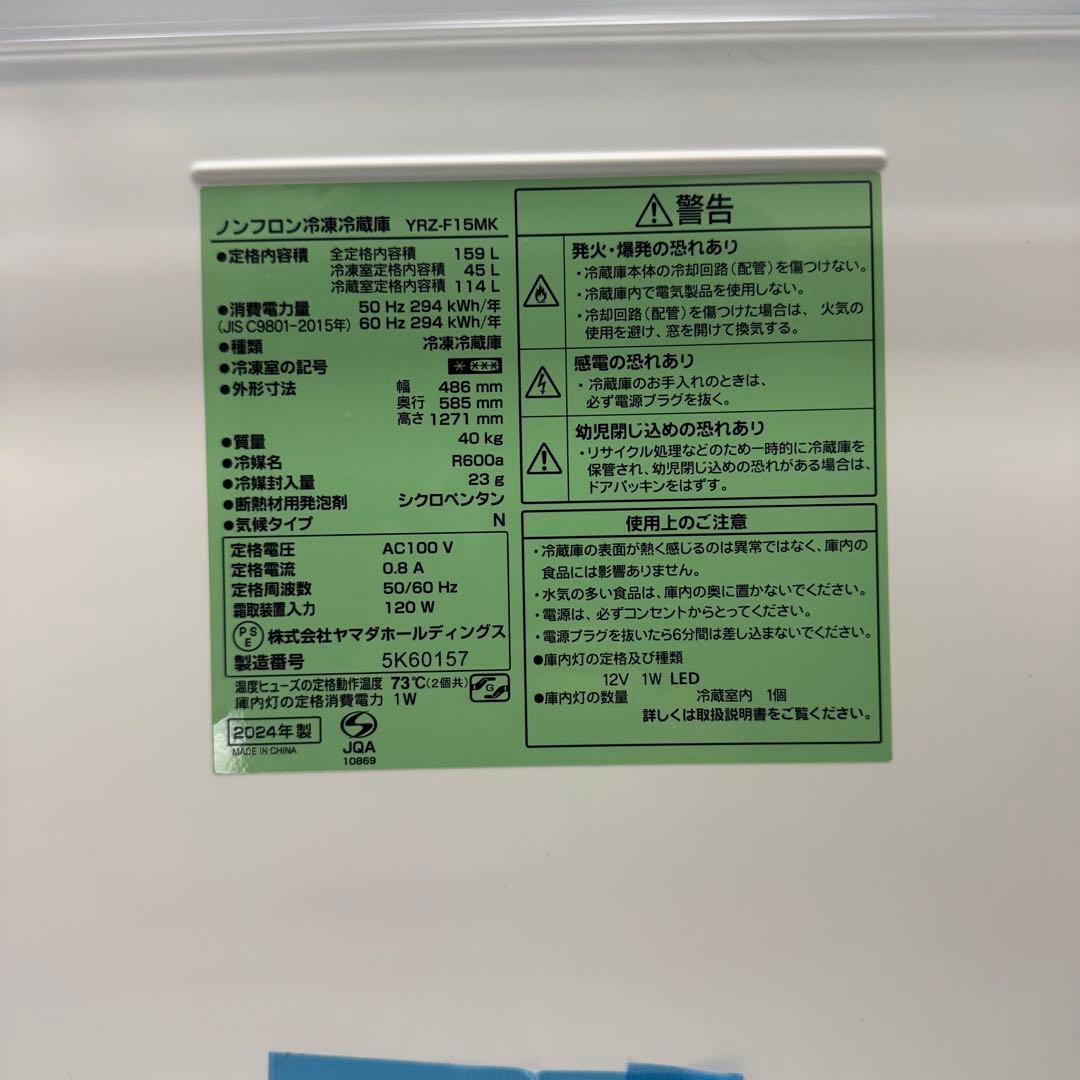 ノンフロン冷凍冷蔵庫 YRZ-F15MK
●定格内容積 全定格内容積 159 L
冷凍室定格内容積 45 L
冷蔵室定格内容積 114 L
●消費電力量 50 Hz 294 kWh/年
(JIS C9801-2015年) 60 Hz 294 kWh/年
●種類 冷凍冷蔵庫
●冷凍室の記号
●外形寸法 幅 486 mm
奥行 585 mm
高さ 1271 mm
●質量 40 kg
●冷媒名 R600a
●冷媒封入量 23 g
●断熱材用発泡剤 シクロペンタン
●気候タイプ N
定格電圧 AC100 V
定格電流 0.8 A
定格周波数 50/60 Hz
霜取装置入力 120 W
PSE 株式会社ヤマダホールディングス
製造番号 5K60157
温度ヒューズの定格動作温度 73℃(2個共)
庫内灯の定格消費電力 1W
2024年製
MADE IN CHINA
JQA
10869
警告
発火・爆発の恐れあり
・冷蔵庫本体の冷却回路(配管)を傷つけない。
・冷蔵庫内で電気製品を使用しない。
・冷却回路(配管)を傷つけた場合は、火気の
使用を避け、窓を開けて換気する。
感電の恐れあり
・冷蔵庫のお手入れのときは、
必ず電源プラグを抜く。
幼児閉じ込めの恐れあり
・リサイクル処理などのため一時的に冷蔵庫を
保管され、幼児閉じ込めの恐れがある場合は、
ドアパッキンをはずす。
使用上のご注意
・冷蔵庫の表面が熱く感じるのは異常ではなく、庫内の
食品には影響ありません。
・水気の多い食品は、庫内の奥に置かないでください。
・電源は、必ずコンセントからとってください。
・電源プラグを抜いたら6分間は差し込まないでください。
●庫内灯の定格及び種類
12V 1W LED
●庫内灯の数量 冷蔵室内 1個
詳しくは取扱説明書をご覧ください。